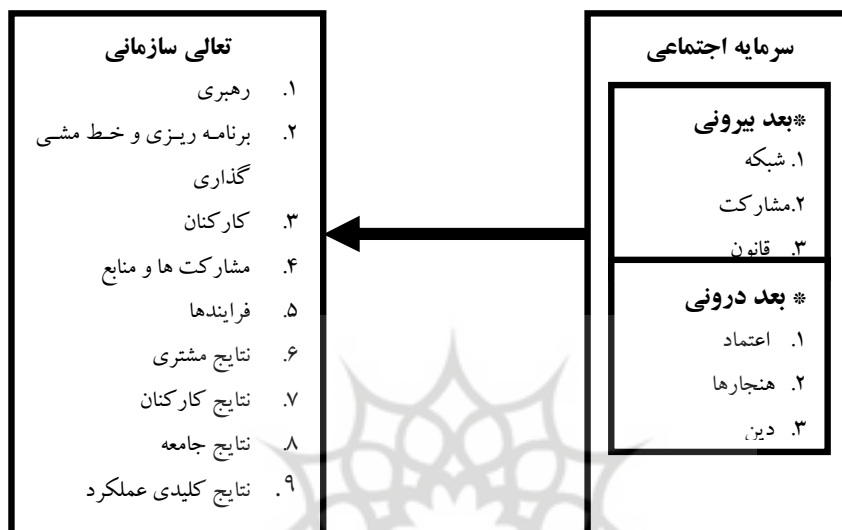 سرمایه اجتماعی
*بعد بیرونی
۱. شبکه
۲.مشارکت
۳. قانون
* بعد درونی
۱. اعتماد
۲. هنجارها
۳. دین
تعالی سازمانی
۱. رهبری
۲. برنامه ریزی و خط مشی
گذاری
۳. کارکنان
۴. مشارکت ها و منابع
۵. فرایندها
۶. نتایج مشتری
۷. نتایج کارکنان
۸. نتایج جامعه
۹. نتایج کلیدی عملکرد